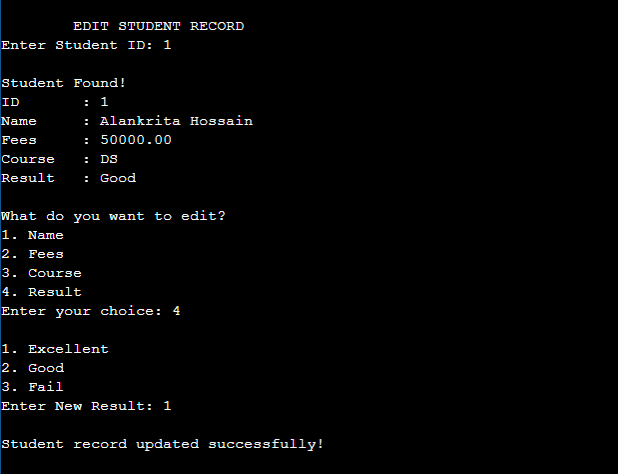 EDIT STUDENT RECORD
Enter Student ID: 1
Student Found!
ID       : 1
Name     : Alankrita Hossain
Fees     : 50000.00
Course   : DS
Result   : Good
What do you want to edit?
1. Name
2. Fees
3. Course
4. Result
Enter your choice: 4
1. Excellent
2. Good
3. Fail
Enter New Result: 1
Student record updated successfully!